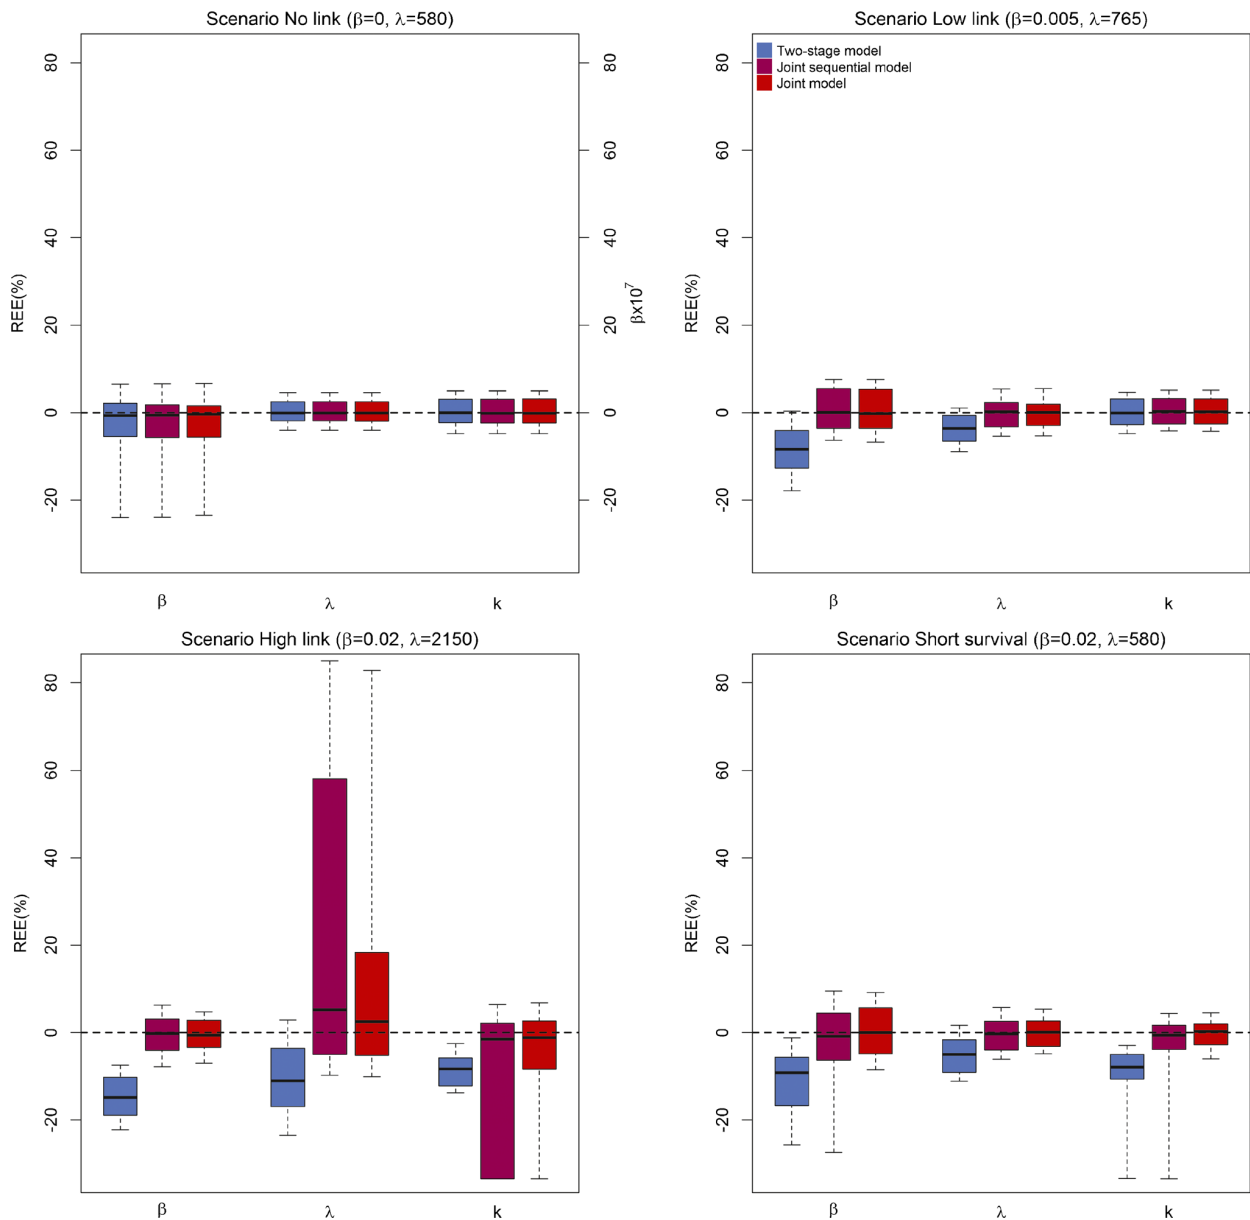 Scenario No link (β=0, λ=580)
80
60
40
20
0
-20
REE(%)
80
60
40
20
0
-20
βx10⁷
β
λ
k
Scenario Low link (β=0.005, λ=765)
Two-stage model
Joint sequential model
Joint model
80
60
40
20
0
-20
REE(%)
β
λ
k
Scenario High link (β=0.02, λ=2150)
80
60
40
20
0
-20
REE(%)
β
λ
k
Scenario Short survival (β=0.02, λ=580)
80
60
40
20
0
-20
REE(%)
β
λ
k